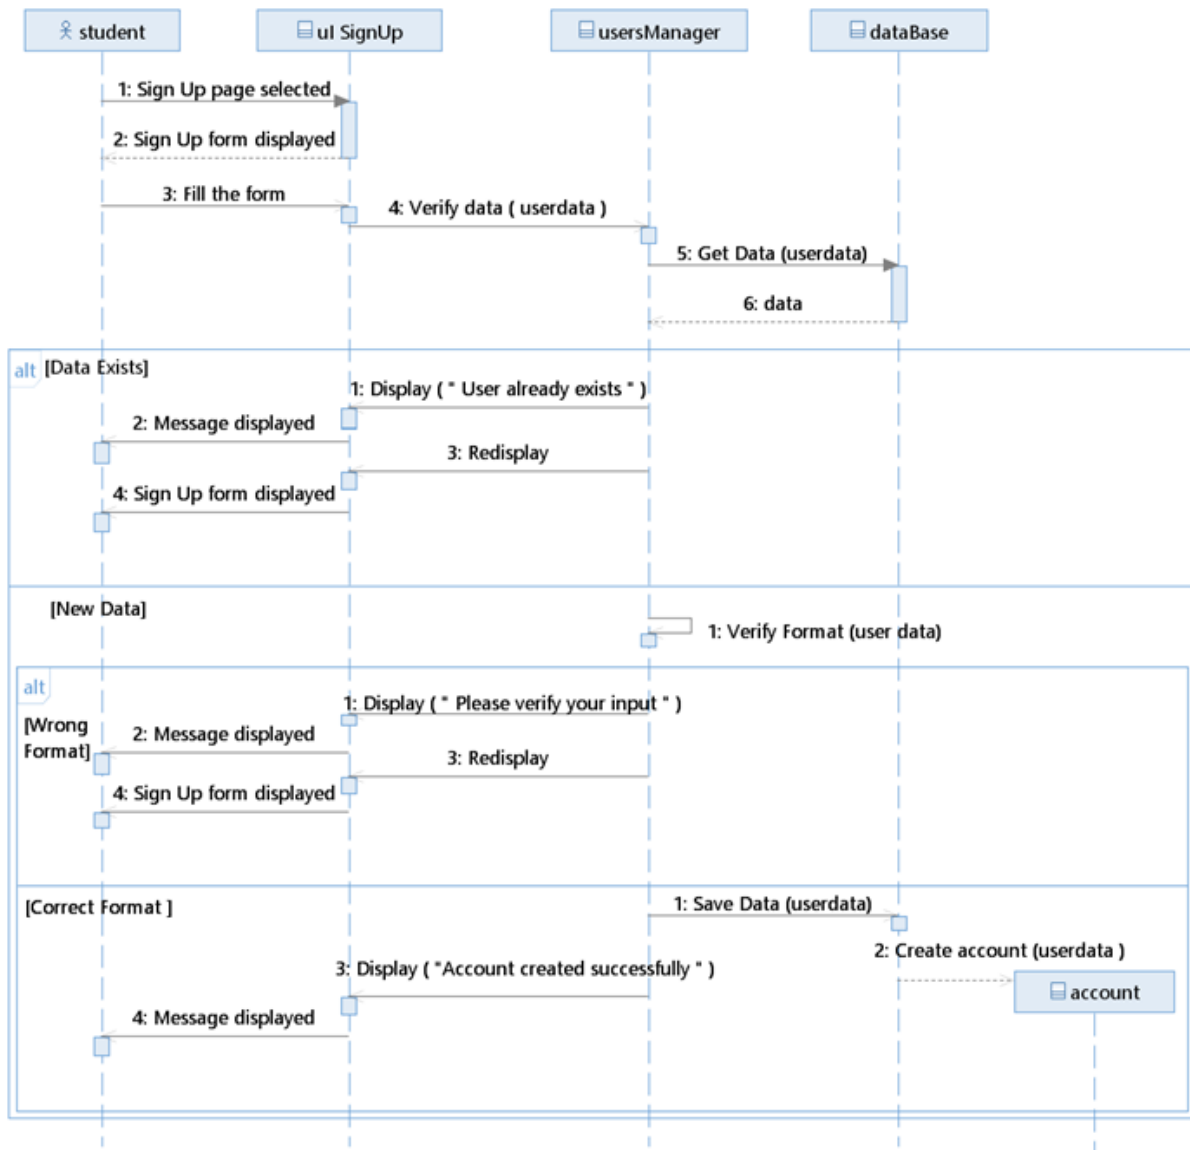 student
uI SignUp
usersManager
dataBase
1: Sign Up page selected
2: Sign Up form displayed
3: Fill the form
4: Verify data ( userdata )
5: Get Data (userdata)
6: data
alt
[Data Exists]
1: Display ( " User already exists " )
2: Message displayed
3: Redisplay
4: Sign Up form displayed
[New Data]
1: Verify Format (user data)
alt
[Wrong
Format]
1: Display ( " Please verify your input " )
2: Message displayed
3: Redisplay
4: Sign Up form displayed
[Correct Format ]
1: Save Data (userdata)
2: Create account (userdata )
account
3: Display ( "Account created successfully " )
4: Message displayed